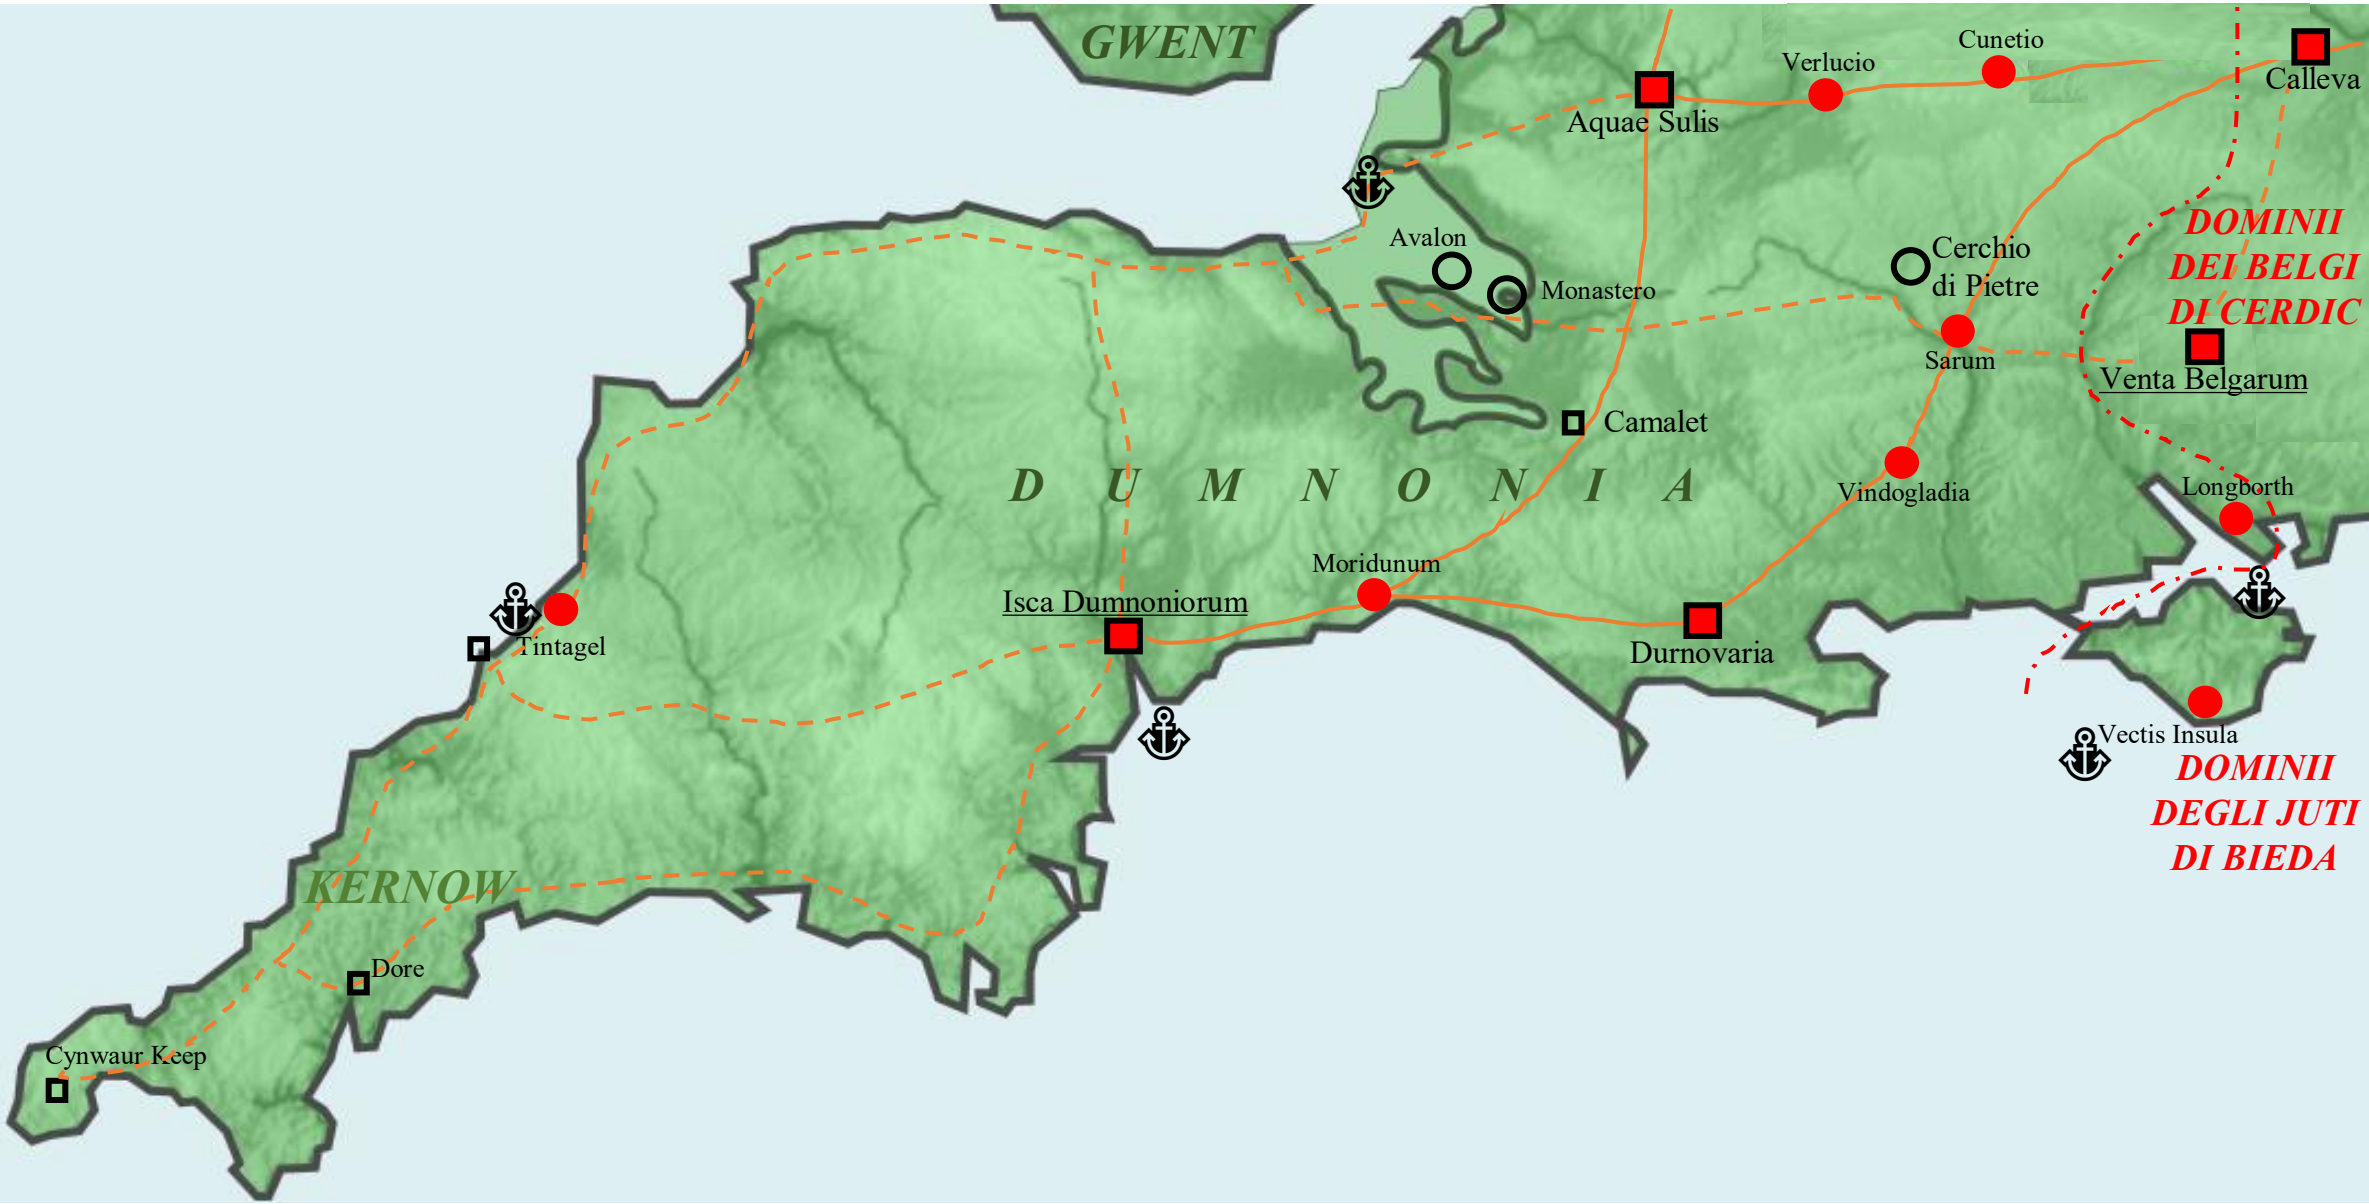 GWENT
Cunetio
Verlucio
Calleva
Aquae Sulis
DOMINII
DEI BELGI
DI CERDIC
Avalon
Cerchio
di Pietre
Monastero
Sarum
Venta Belgarum
Camalet
DUMNONIA
Vindogladia
Longborth
Moridunum
Isca Dumnoniorum
Tintagel
Durnovaria
Vectis Insula
DOMINII
DEGLI JUTI
DI BIEDA
KERNOW
Dore
Cynwaur Keep